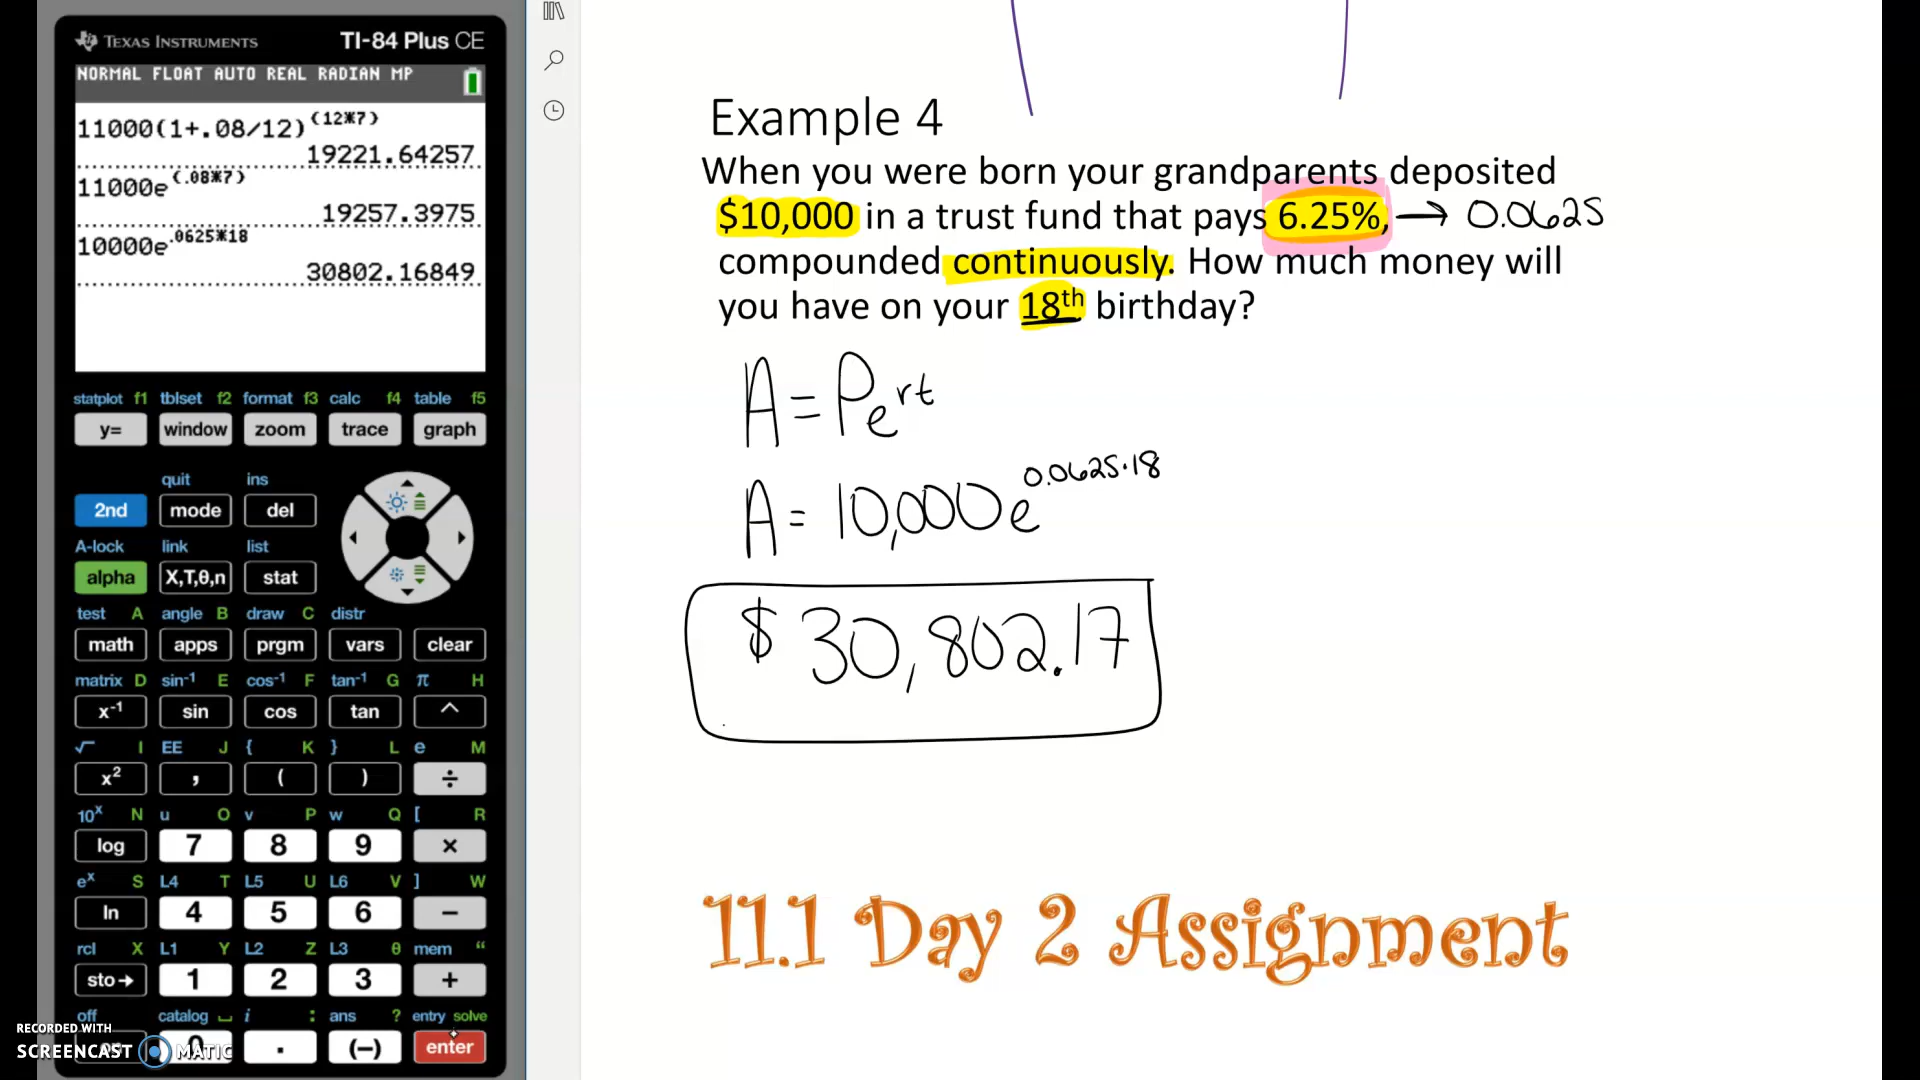 TEXAS INSTRUMENTS TI-84 Plus CE
NORMAL FLOAT AUTO REAL RADIAN MP
11000(1+.08/12)^(12*7)
19221.64257
11000e^(.08*7)
19257.3975
10000e^.0625*18
30802.16849
statplot f1 tblset f2 format f3 calc f4 table f5
y= window zoom trace graph
quit ins
2nd mode del
A-lock link list
alpha X,T,θ,n stat
test A angle B draw C distr
math apps prgm vars clear
matrix D sin⁻¹ E cos⁻¹ F tan⁻¹ G π H
x⁻¹ sin cos tan ^
√ I EE J { K } L e M
x² , ( ) ÷
10ˣ N u O v P w Q [ R
log 7 8 9 ×
eˣ S L4 T L5 U L6 V ] W
ln 4 5 6 −
rcl X L1 Y L2 Z L3 θ mem “
sto→ 1 2 3 +
off catalog ⎵ i : ans ? entry solve
on 0 . (−) enter
RECORDED WITH
SCREENCAST MATIC
Example 4
When you were born your grandparents deposited
$10,000 in a trust fund that pays 6.25%, → 0.0625
compounded continuously. How much money will
you have on your 18th birthday?
A = Pe^rt
A = 10,000e^0.0625·18
$30,802.17
11.1 Day 2 Assignment